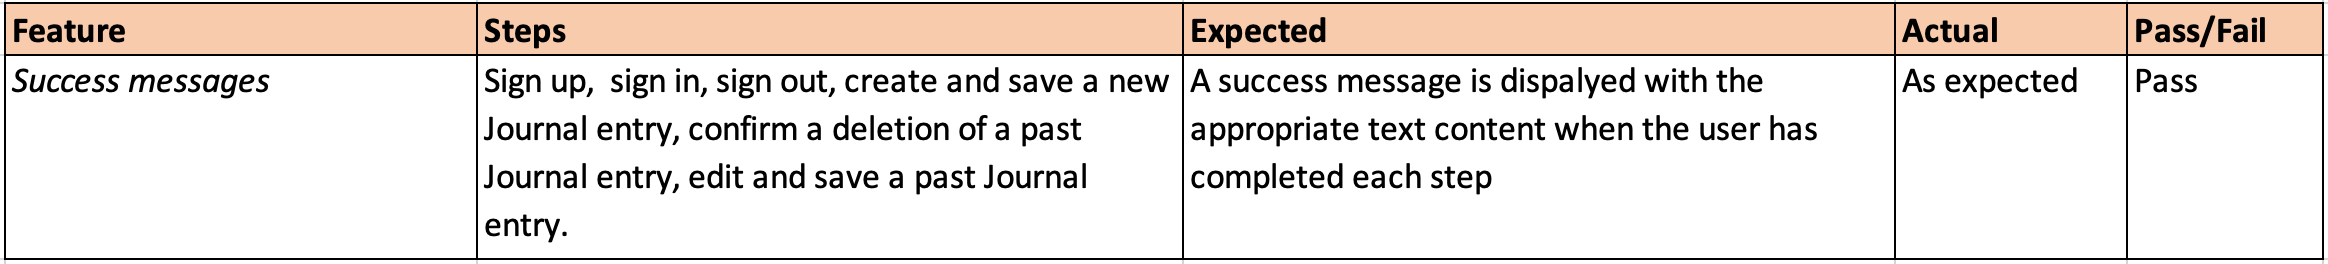 Feature
Steps
Expected
Actual
Pass/Fail
Success messages
Sign up,  sign in, sign out, create and save a new
Journal entry, confirm a deletion of a past
Journal entry, edit and save a past Journal
entry.
A success message is dispalyed with the
appropriate text content when the user has
completed each step
As expected
Pass